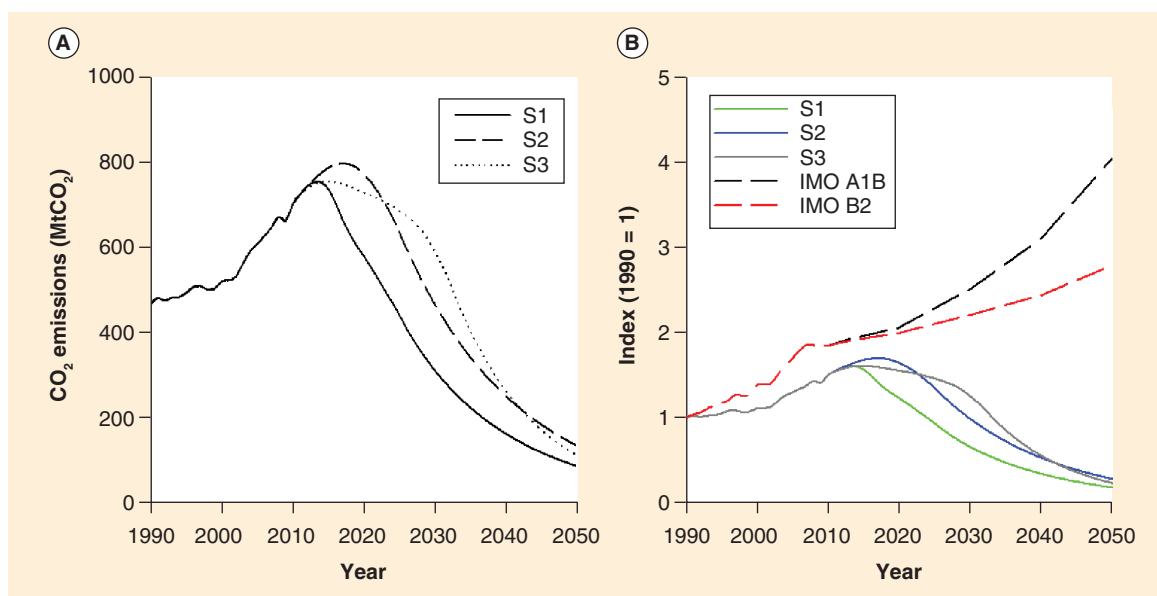 A
CO2 emissions (MtCO2)
1000
800
600
400
200
0
S1
S2
S3
1990 2000 2010 2020 2030 2040 2050
Year
B
Index (1990 = 1)
5
4
3
2
1
0
S1
S2
S3
IMO A1B
IMO B2
1990 2000 2010 2020 2030 2040 2050
Year